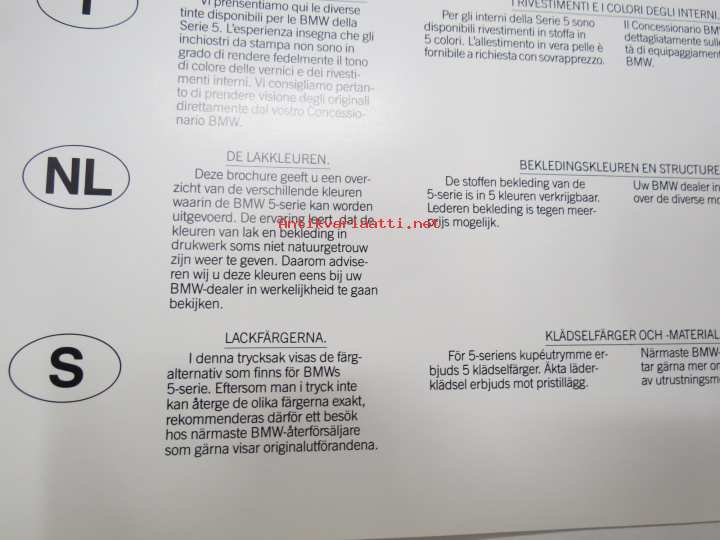 I
Vi presentiamo qui le diverse
tinte disponibili per le BMW della
Serie 5. L'esperienza insegna che gli
inchiostri da stampa non sono in
grado di rendere fedelmente il tono
di colore delle vernici e dei rivesti-
menti interni. Vi consigliamo pertan-
to di prendere visione degli originali
direttamente dal vostro Concessio-
nario BMW.
I RIVESTIMENTI E I COLORI DEGLI INTERNI.
Per gli interni della Serie 5 sono
disponibili rivestimenti in stoffa in
5 colori. L'allestimento in vera pelle è
fornibile a richiesta con sovrapprezzo.
Il Concessionario BMW
dettagliatamente sulle
tà di equipaggiament
BMW.
NL
DE LAKKLEUREN.
Deze brochure geeft u een over-
zicht van de verschillende kleuren
waarin de BMW 5-serie kan worden
uitgevoerd. De ervaring leert, dat de
kleuren van lak en bekleding in
drukwerk soms niet natuurgetrouw
zijn weer te geven. Daarom advise-
ren wij u deze kleuren eens bij uw
BMW-dealer in werkelijkheid te gaan
bekijken.
BEKLEDINGSKLEUREN EN STRUCTURE
De stoffen bekleding van de
5-serie is in 5 kleuren verkrijgbaar.
Lederen bekleding is tegen meer-
prijs mogelijk.
Uw BMW dealer in
over de diverse mo
Antikvariaatti.net
S
LACKFÄRGERNA.
I denna trycksak visas de färg-
alternativ som finns för BMWs
5-serie. Eftersom man i tryck inte
kan återge de olika färgerna exakt,
rekommenderas därför ett besök
hos närmaste BMW-återförsäljare
som gärna visar originalutförandena.
KLÄDSELFÄRGER OCH -MATERIAL
För 5-seriens kupéutrymme er-
bjuds 5 klädselfärger. Äkta läder-
klädsel erbjuds mot pristillägg.
Närmaste BMW-
tar gärna mer om
av utrustningsmö